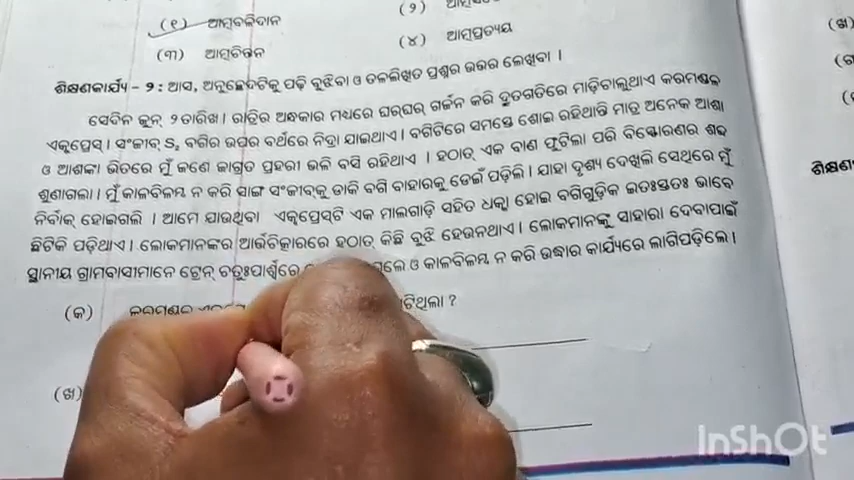 (୧) ଆତ୍ମବଳିଦାନ (୨)
(୩) ଆତ୍ମଚିନ୍ତନ (୪) ଆତ୍ମପ୍ରତ୍ୟୟ
ଶିକ୍ଷଣକାର୍ଯ୍ୟ - ୨ : ଆସ, ଅନୁଚ୍ଛେଦଟିକୁ ପଢ଼ି ବୁଝିବା ଓ ତଳଲିଖିତ ପ୍ରଶ୍ନର ଉତ୍ତର ଲେଖିବା ।
ସେଦିନ ଜୁନ୍ ୨ ତାରିଖ । ରାତ୍ରିର ଅନ୍ଧକାର ମଧ୍ୟରେ ଘର୍‌ଘର୍ ଗର୍ଜନ କରି ଦ୍ରୁତଗତିରେ ମାଡ଼ିଚାଲୁଥାଏ କରମଣ୍ଡଳ
ଏକ୍ସପ୍ରେସ୍ । ସଂଜୀବ୍ S₂ ବଗିର ଉପର ବର୍ଥରେ ନିଦ୍ରା ଯାଇଥାଏ । ବଗିଟିରେ ସମସ୍ତେ ଶୋଇ ରହିଥାନ୍ତି ମାତ୍ର ଅନେକ ଆଶା
ଓ ଆଶଙ୍କା ଭିତରେ ମୁଁ ଜଣେ ଜାଗ୍ରତ ପ୍ରହରୀ ଭଳି ବସି ରହିଥାଏ । ହଠାତ୍ ଏକ ବାଣ ଫୁଟିଲା ପରି ବିସ୍ଫୋରଣର ଶବ୍ଦ
ଶୁଣାଗଲା । ମୁଁ କାଳବିଳମ୍ବ ନ କରି ସାଙ୍ଗ ସଂଜୀବ୍‌କୁ ଡାକି ବଗି ବାହାରକୁ ଡେଇଁ ପଡ଼ିଲି । ଯାହା ଦୃଶ୍ୟ ଦେଖିଲି ସେଥିରେ ମୁଁ
ନିର୍ବାକ୍ ହୋଇଗଲି । ଆମେ ଯାଉଥିବା ଏକ୍ସପ୍ରେସ୍‌ଟି ଏକ ମାଲଗାଡ଼ି ସହିତ ଧକ୍କା ହୋଇ ବଗିଗୁଡ଼ିକ ଇତଃସ୍ତତଃ ଭାବେ
ଛିଟିକି ପଡ଼ିଥାଏ । ଲୋକମାନଙ୍କର ଆର୍ତ୍ତଚିତ୍କାରରେ ହଠାତ୍ କିଛି ବୁଝି ହେଉନଥାଏ । ଲୋକମାନଙ୍କୁ ସାହାରା ଦେବାପାଇଁ
ସ୍ଥାନୀୟ ଗ୍ରାମବାସୀମାନେ ଟ୍ରେନ୍ ଚତୁଃପାର୍ଶ୍ୱରେ ଓ କାଳବିଳମ୍ବ ନ କରି ଉଦ୍ଧାର କାର୍ଯ୍ୟରେ ଲାଗିପଡ଼ିଲେ ।
(କ) କରମଣ୍ଡଳ
(ଖ)
(ଖ)
InShOt